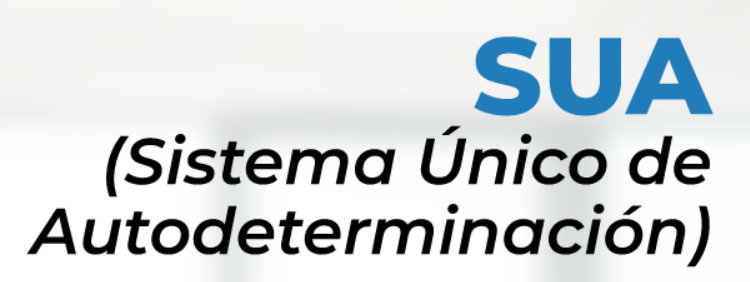 SUA
(Sistema Único de
Autodeterminación)